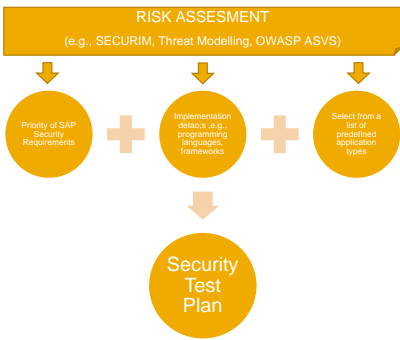 RISK ASSESMENT
(e.g., SECURIM, Threat Modelling, OWASP ASVS)
Priority of SAP
Security
Requirements
Implementation
detao;s ,e.g.,
programming
languages,
frameworks
Select from a
list of
predefined
application
types
Security
Test
Plan